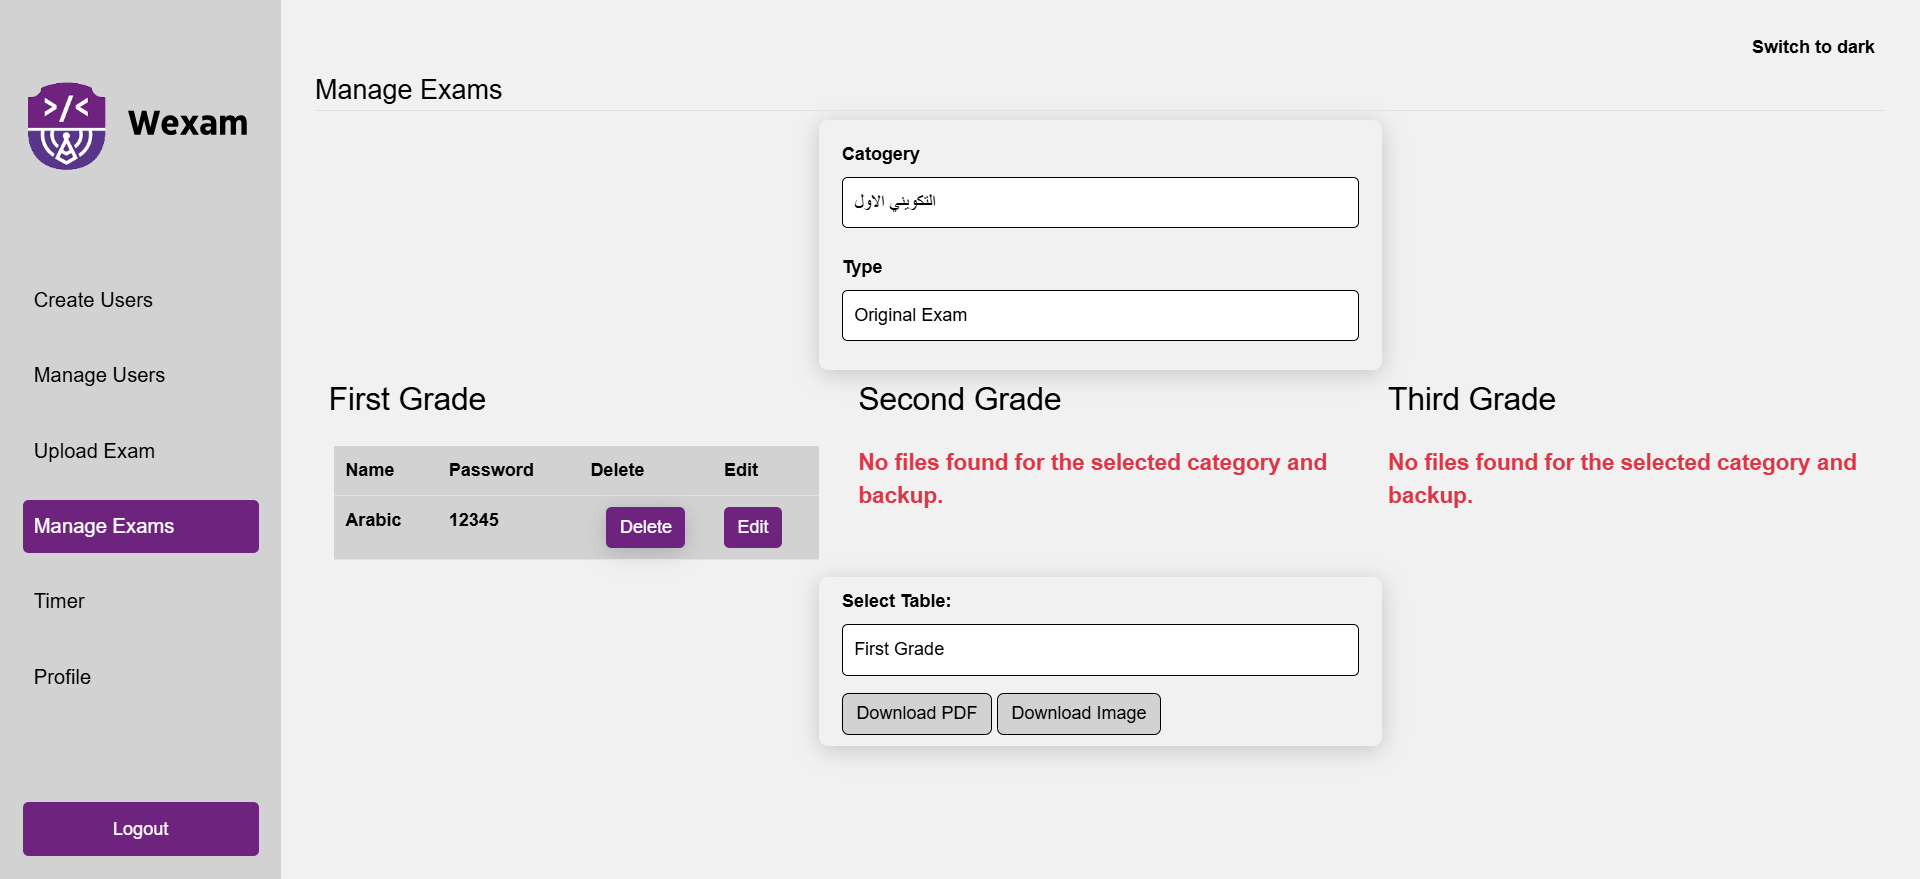 Switch to dark
Wexam
Manage Exams
Catogery
التكويني الاول
Type
Original Exam
Create Users
Manage Users
Upload Exam
Manage Exams
Timer
Profile
Logout
First Grade
Name Password Delete Edit
Arabic 12345 Delete Edit
Second Grade
No files found for the selected category and
backup.
Third Grade
No files found for the selected category and
backup.
Select Table:
First Grade
Download PDF Download Image